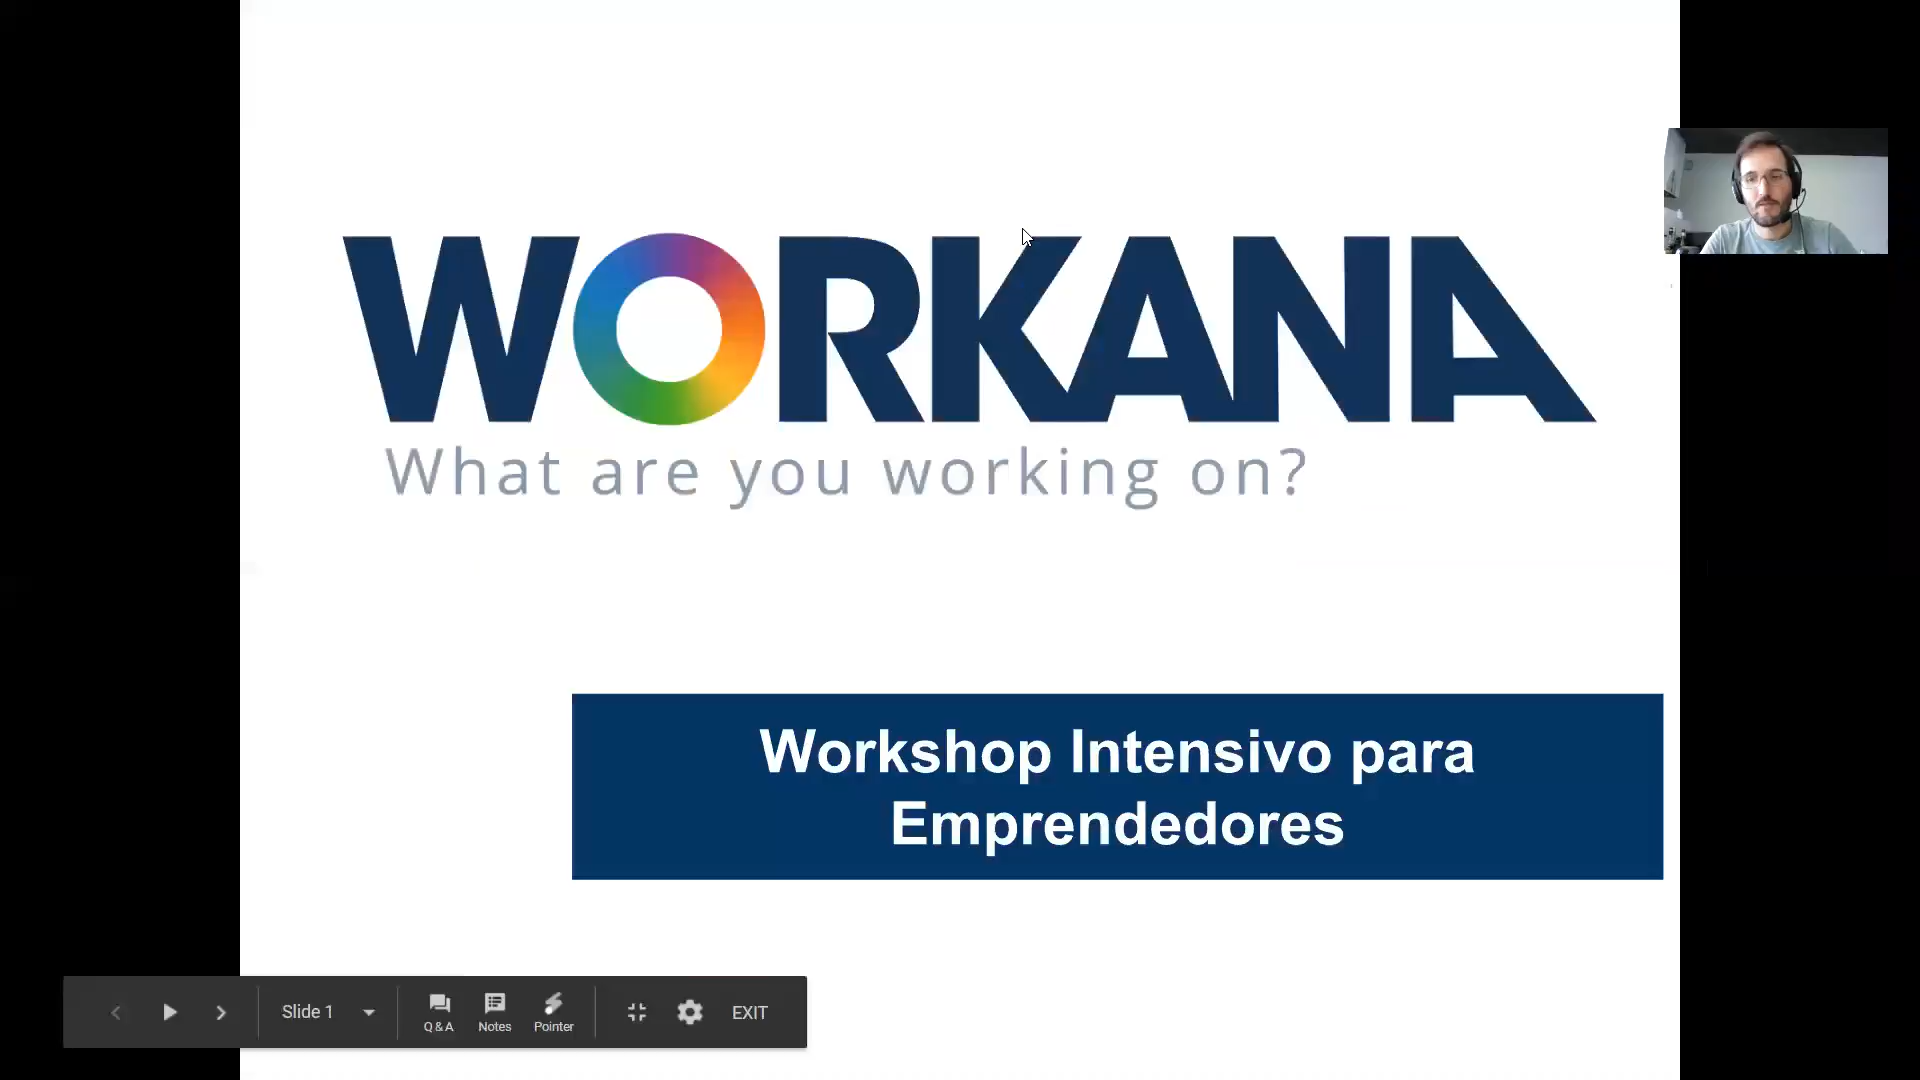 WORKANA
What are you working on?
Workshop Intensivo para
Emprendedores
Slide 1
Q & A
Notes
Pointer
EXIT